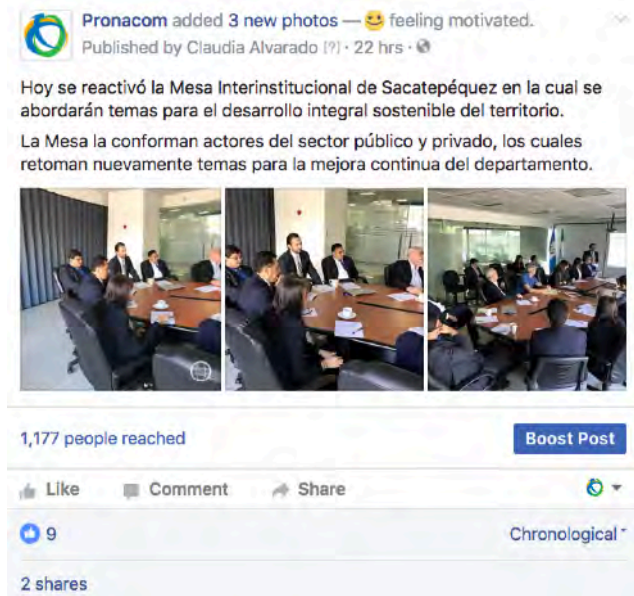 Pronacom added 3 new photos — feeling motivated.
Published by Claudia Alvarado [?] · 22 hrs ·
Hoy se reactivó la Mesa Interinstitucional de Sacatepéquez en la cual se
abordarán temas para el desarrollo integral sostenible del territorio.
La Mesa la conforman actores del sector público y privado, los cuales
retoman nuevamente temas para la mejora continua del departamento.
1,177 people reached
Boost Post
Like Comment Share
9
Chronological
2 shares